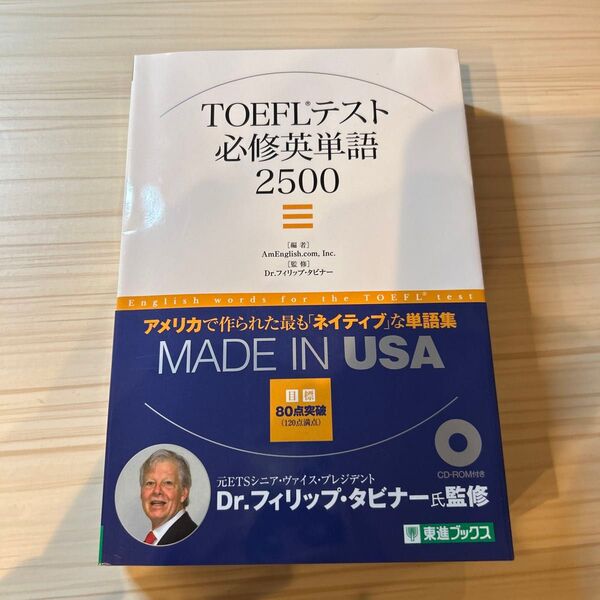 TOEFL®テスト
必修英単語
2500
[編者]
AmEnglish.com, Inc.
[監修]
Dr.フィリップ・タビナー
English words for the TOEFL® test
アメリカで作られた最も「ネイティブ」な単語集
MADE IN USA
目標
80点突破
(120点満点)
CD-ROM付き
元ETSシニア・ヴァイス・プレジデント
Dr.フィリップ・タビナー氏監修
東進ブックス